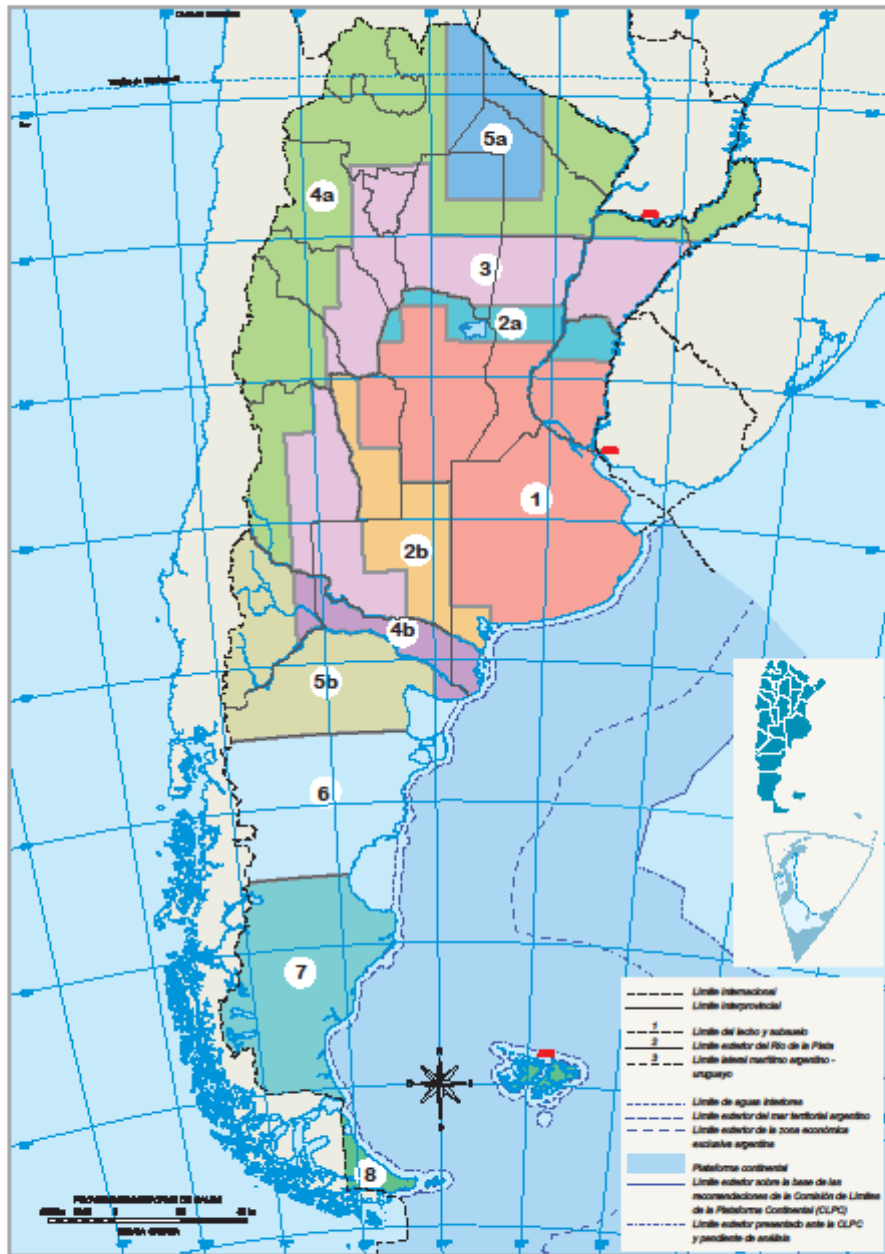 5a
4a
3
2a
1
2b
4b
5b
6
7
8
Límite internacional
Límite interprovincial
1
Límite del lecho y subsuelo
2
Límite exterior del Río de la Plata
3
Límite lateral marítimo argentino -
uruguayo
Límite de aguas interiores
Límite exterior del mar territorial argentino
Límite exterior de la zona económica
exclusiva argentina
Plataforma continental
Límite exterior sobre la base de las
recomendaciones de la Comisión de Límites
de la Plataforma Continental (CLPC)
Límite exterior presentado ante la CLPC
y pendiente de análisis